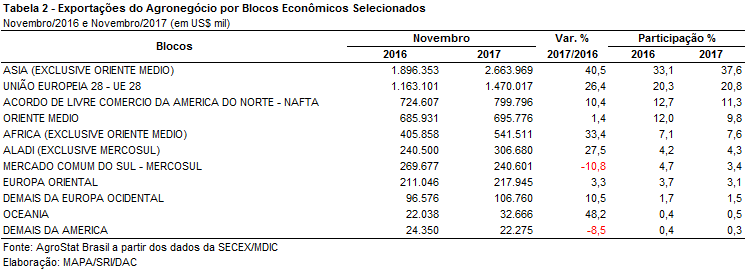 Tabela 2 - Exportações do Agronegócio por Blocos Econômicos Selecionados
Novembro/2016 e Novembro/2017 (em US$ mil)
Blocos Novembro Var. % Participação %
2016 2017 2017/2016 2016 2017
ASIA (EXCLUSIVE ORIENTE MEDIO) 1.896.353 2.663.969 40,5 33,1 37,6
UNIÃO EUROPEIA 28 - UE 28 1.163.101 1.470.017 26,4 20,3 20,8
ACORDO DE LIVRE COMERCIO DA AMERICA DO NORTE - NAFTA 724.607 799.796 10,4 12,7 11,3
ORIENTE MEDIO 685.931 695.776 1,4 12,0 9,8
AFRICA (EXCLUSIVE ORIENTE MEDIO) 405.858 541.511 33,4 7,1 7,6
ALADI (EXCLUSIVE MERCOSUL) 240.500 306.680 27,5 4,2 4,3
MERCADO COMUM DO SUL - MERCOSUL 269.677 240.601 -10,8 4,7 3,4
EUROPA ORIENTAL 211.046 217.945 3,3 3,7 3,1
DEMAIS DA EUROPA OCIDENTAL 96.576 106.760 10,5 1,7 1,5
OCEANIA 22.038 32.666 48,2 0,4 0,5
DEMAIS DA AMERICA 24.350 22.275 -8,5 0,4 0,3
Fonte: AgroStat Brasil a partir dos dados da SECEX/MDIC
Elaboração: MAPA/SRI/DAC